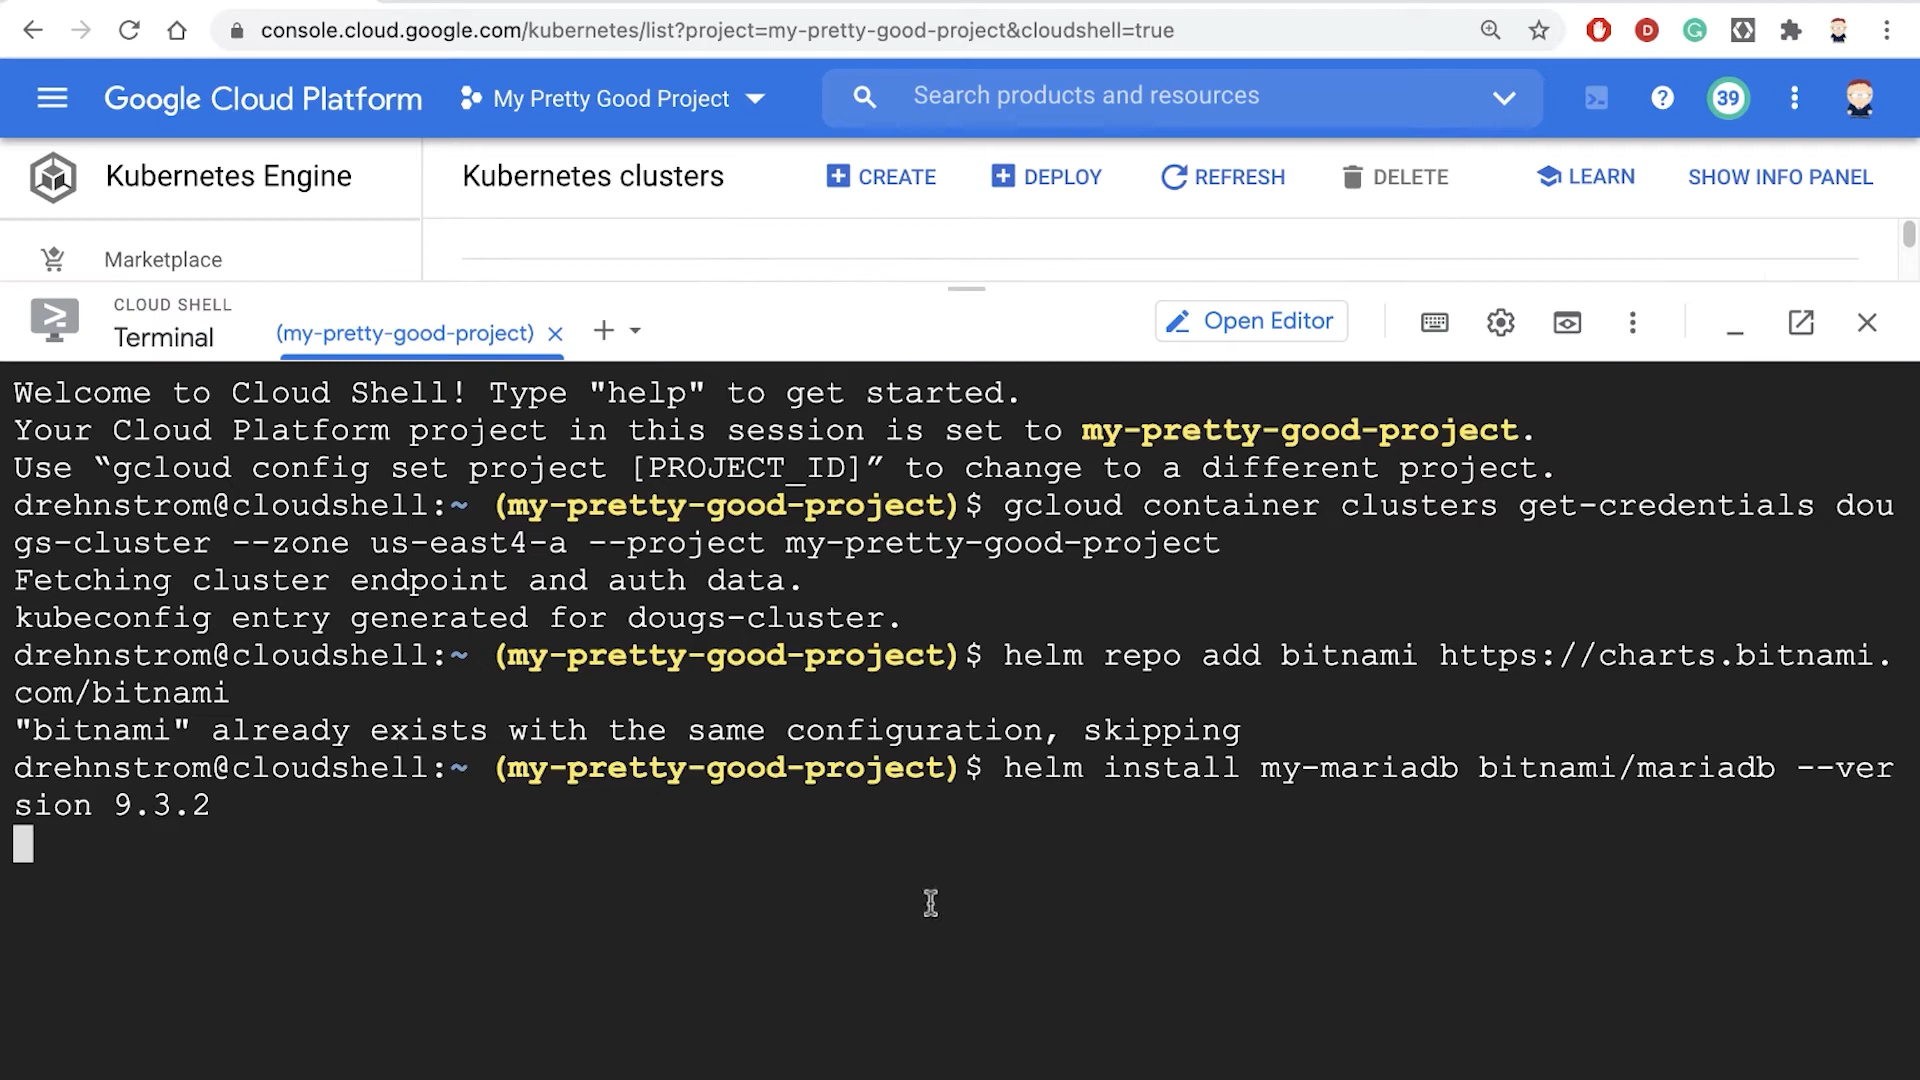 console.cloud.google.com/kubernetes/list?project=my-pretty-good-project&cloudshell=true
Google Cloud Platform
My Pretty Good Project
Search products and resources
39
Kubernetes Engine
Kubernetes clusters
CREATE
DEPLOY
REFRESH
DELETE
LEARN
SHOW INFO PANEL
Marketplace
CLOUD SHELL
Terminal
(my-pretty-good-project)
Open Editor
Welcome to Cloud Shell! Type "help" to get started.
Your Cloud Platform project in this session is set to my-pretty-good-project.
Use “gcloud config set project [PROJECT_ID]” to change to a different project.
drehnstrom@cloudshell:~ (my-pretty-good-project)$ gcloud container clusters get-credentials dou
gs-cluster --zone us-east4-a --project my-pretty-good-project
Fetching cluster endpoint and auth data.
kubeconfig entry generated for dougs-cluster.
drehnstrom@cloudshell:~ (my-pretty-good-project)$ helm repo add bitnami https://charts.bitnami.
com/bitnami
"bitnami" already exists with the same configuration, skipping
drehnstrom@cloudshell:~ (my-pretty-good-project)$ helm install my-mariadb bitnami/mariadb --ver
sion 9.3.2